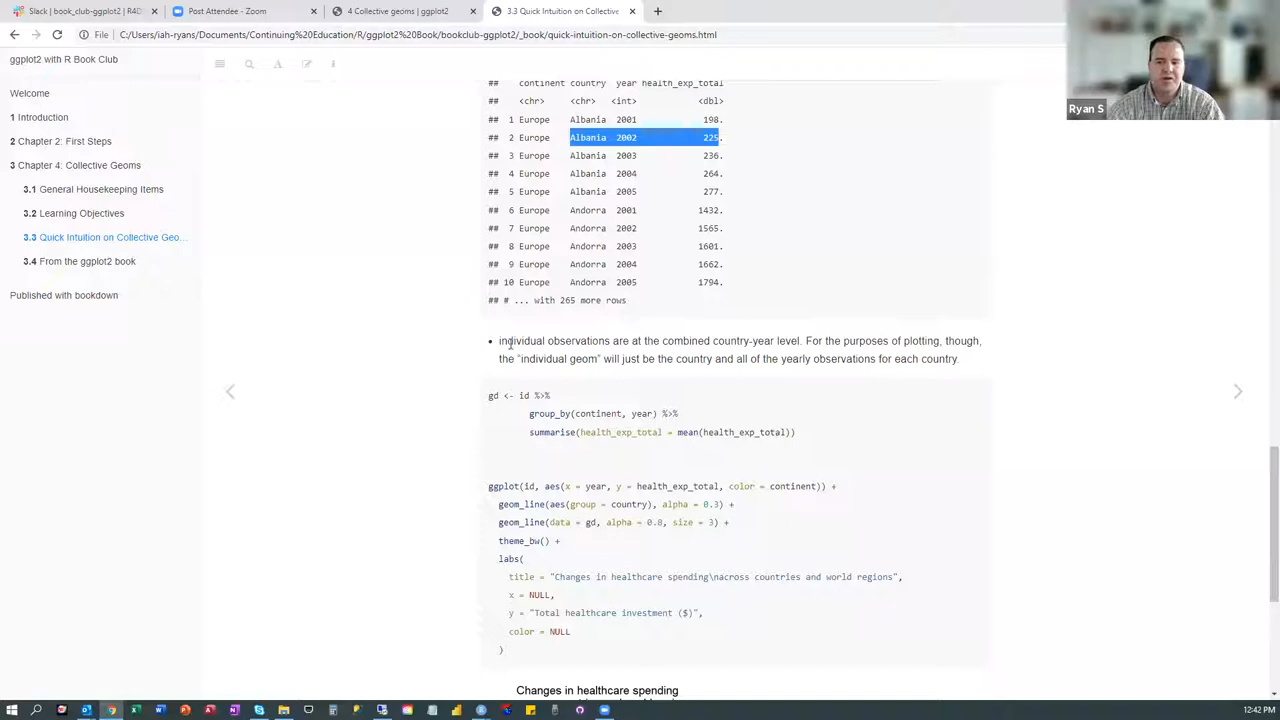 Slack | book_club-ggplot2 | R4D
Post Attendee - Zoom
4 Collective geoms | ggplot2
3.3 Quick Intuition on Collective
File
C:/Users/iah-ryans/Documents/Continuing%20Education/R/ggplot2%20Book/bookclub-ggplot2/_book/quick-intuition-on-collective-geoms.html
ggplot2 with R Book Club
Welcome
1 Introduction
2 Chapter 2: First Steps
3 Chapter 4: Collective Geoms
3.1 General Housekeeping Items
3.2 Learning Objectives
3.3 Quick Intuition on Collective Geo...
3.4 From the ggplot2 book
Published with bookdown
## continent country year health_exp_total
## <chr> <chr> <int> <dbl>
## 1 Europe Albania 2001 198.
## 2 Europe Albania 2002 225.
## 3 Europe Albania 2003 236.
## 4 Europe Albania 2004 264.
## 5 Europe Albania 2005 277.
## 6 Europe Andorra 2001 1432.
## 7 Europe Andorra 2002 1565.
## 8 Europe Andorra 2003 1601.
## 9 Europe Andorra 2004 1662.
## 10 Europe Andorra 2005 1794.
## # ... with 265 more rows
• individual observations are at the combined country-year level. For the purposes of plotting, though,
the “individual geom” will just be the country and all of the yearly observations for each country.
gd <- id %>%
group_by(continent, year) %>%
summarise(health_exp_total = mean(health_exp_total))
ggplot(id, aes(x = year, y = health_exp_total, color = continent)) +
geom_line(aes(group = country), alpha = 0.3) +
geom_line(data = gd, alpha = 0.8, size = 3) +
theme_bw() +
labs(
title = "Changes in healthcare spending\nacross countries and world regions",
x = NULL,
y = "Total healthcare investment ($)",
color = NULL
)
Changes in healthcare spending
Ryan S
12:42 PM